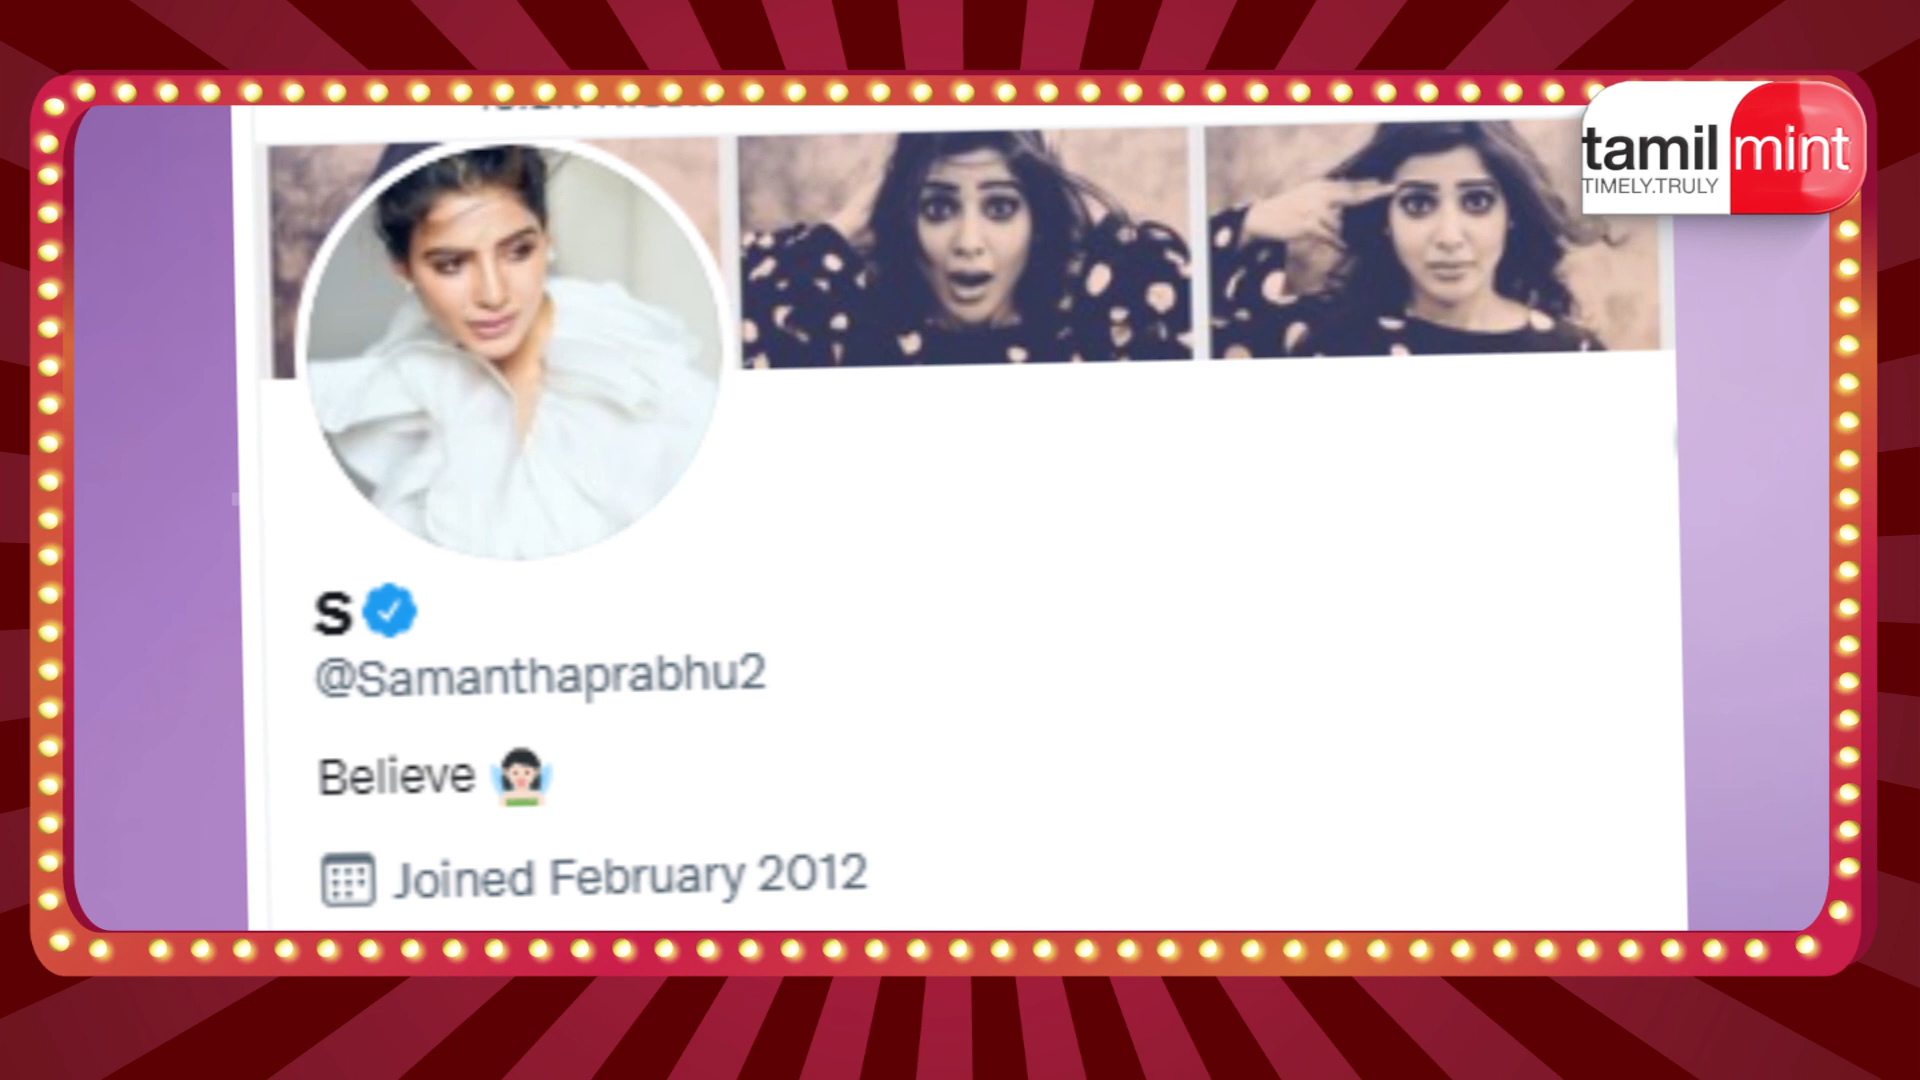 tamil mint
TIMELY.TRULY
S
@Samanthaprabhu2
Believe
Joined February 2012